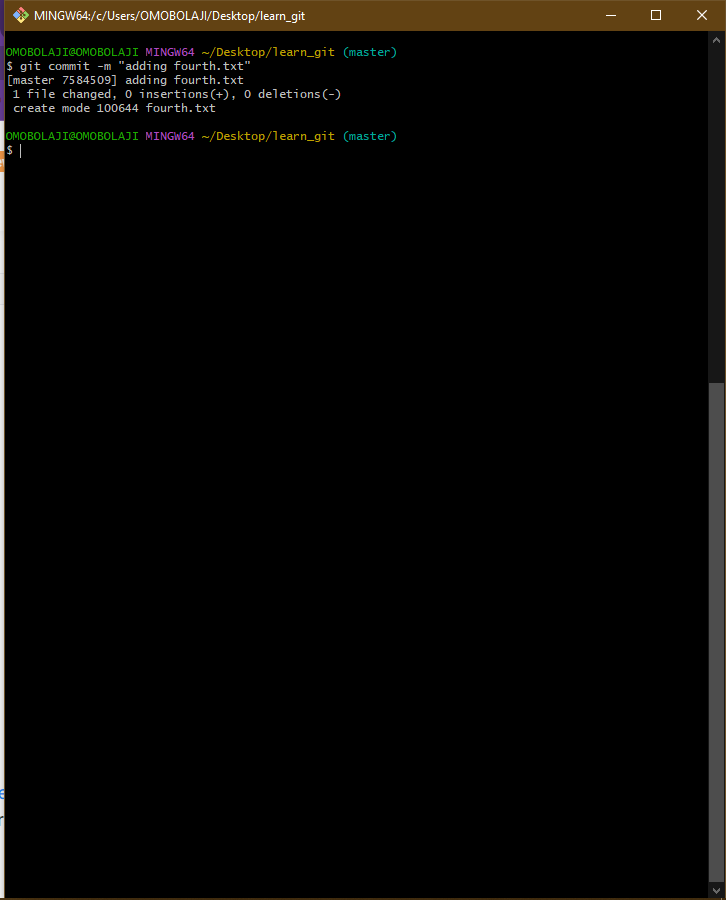 MINGW64:/c/Users/OMOBOLAJI/Desktop/learn_git
OMOBOLAJI@OMOBOLAJI MINGW64 ~/Desktop/learn_git (master)
$ git commit -m "adding fourth.txt"
[master 7584509] adding fourth.txt
 1 file changed, 0 insertions(+), 0 deletions(-)
 create mode 100644 fourth.txt
OMOBOLAJI@OMOBOLAJI MINGW64 ~/Desktop/learn_git (master)
$